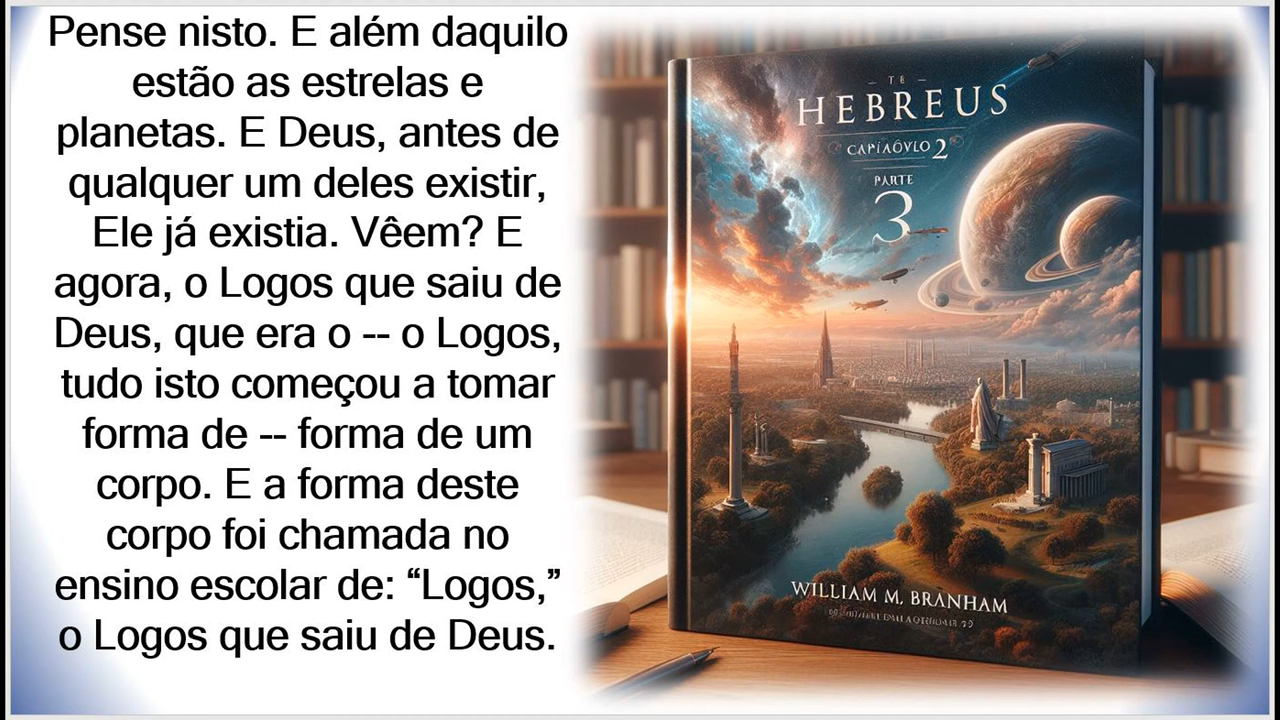 Pense nisto. E além daquilo
estão as estrelas e
planetas. E Deus, antes de
qualquer um deles existir,
Ele já existia. Vêem? E
agora, o Logos que saiu de
Deus, que era o -- o Logos,
tudo isto começou a tomar
forma de -- forma de um
corpo. E a forma deste
corpo foi chamada no
ensino escolar de: “Logos,”
o Logos que saiu de Deus.
TE
HEBREUS
CAPÍAÔVLO 2
PARTE
3
WILLIAM M. BRANHAM